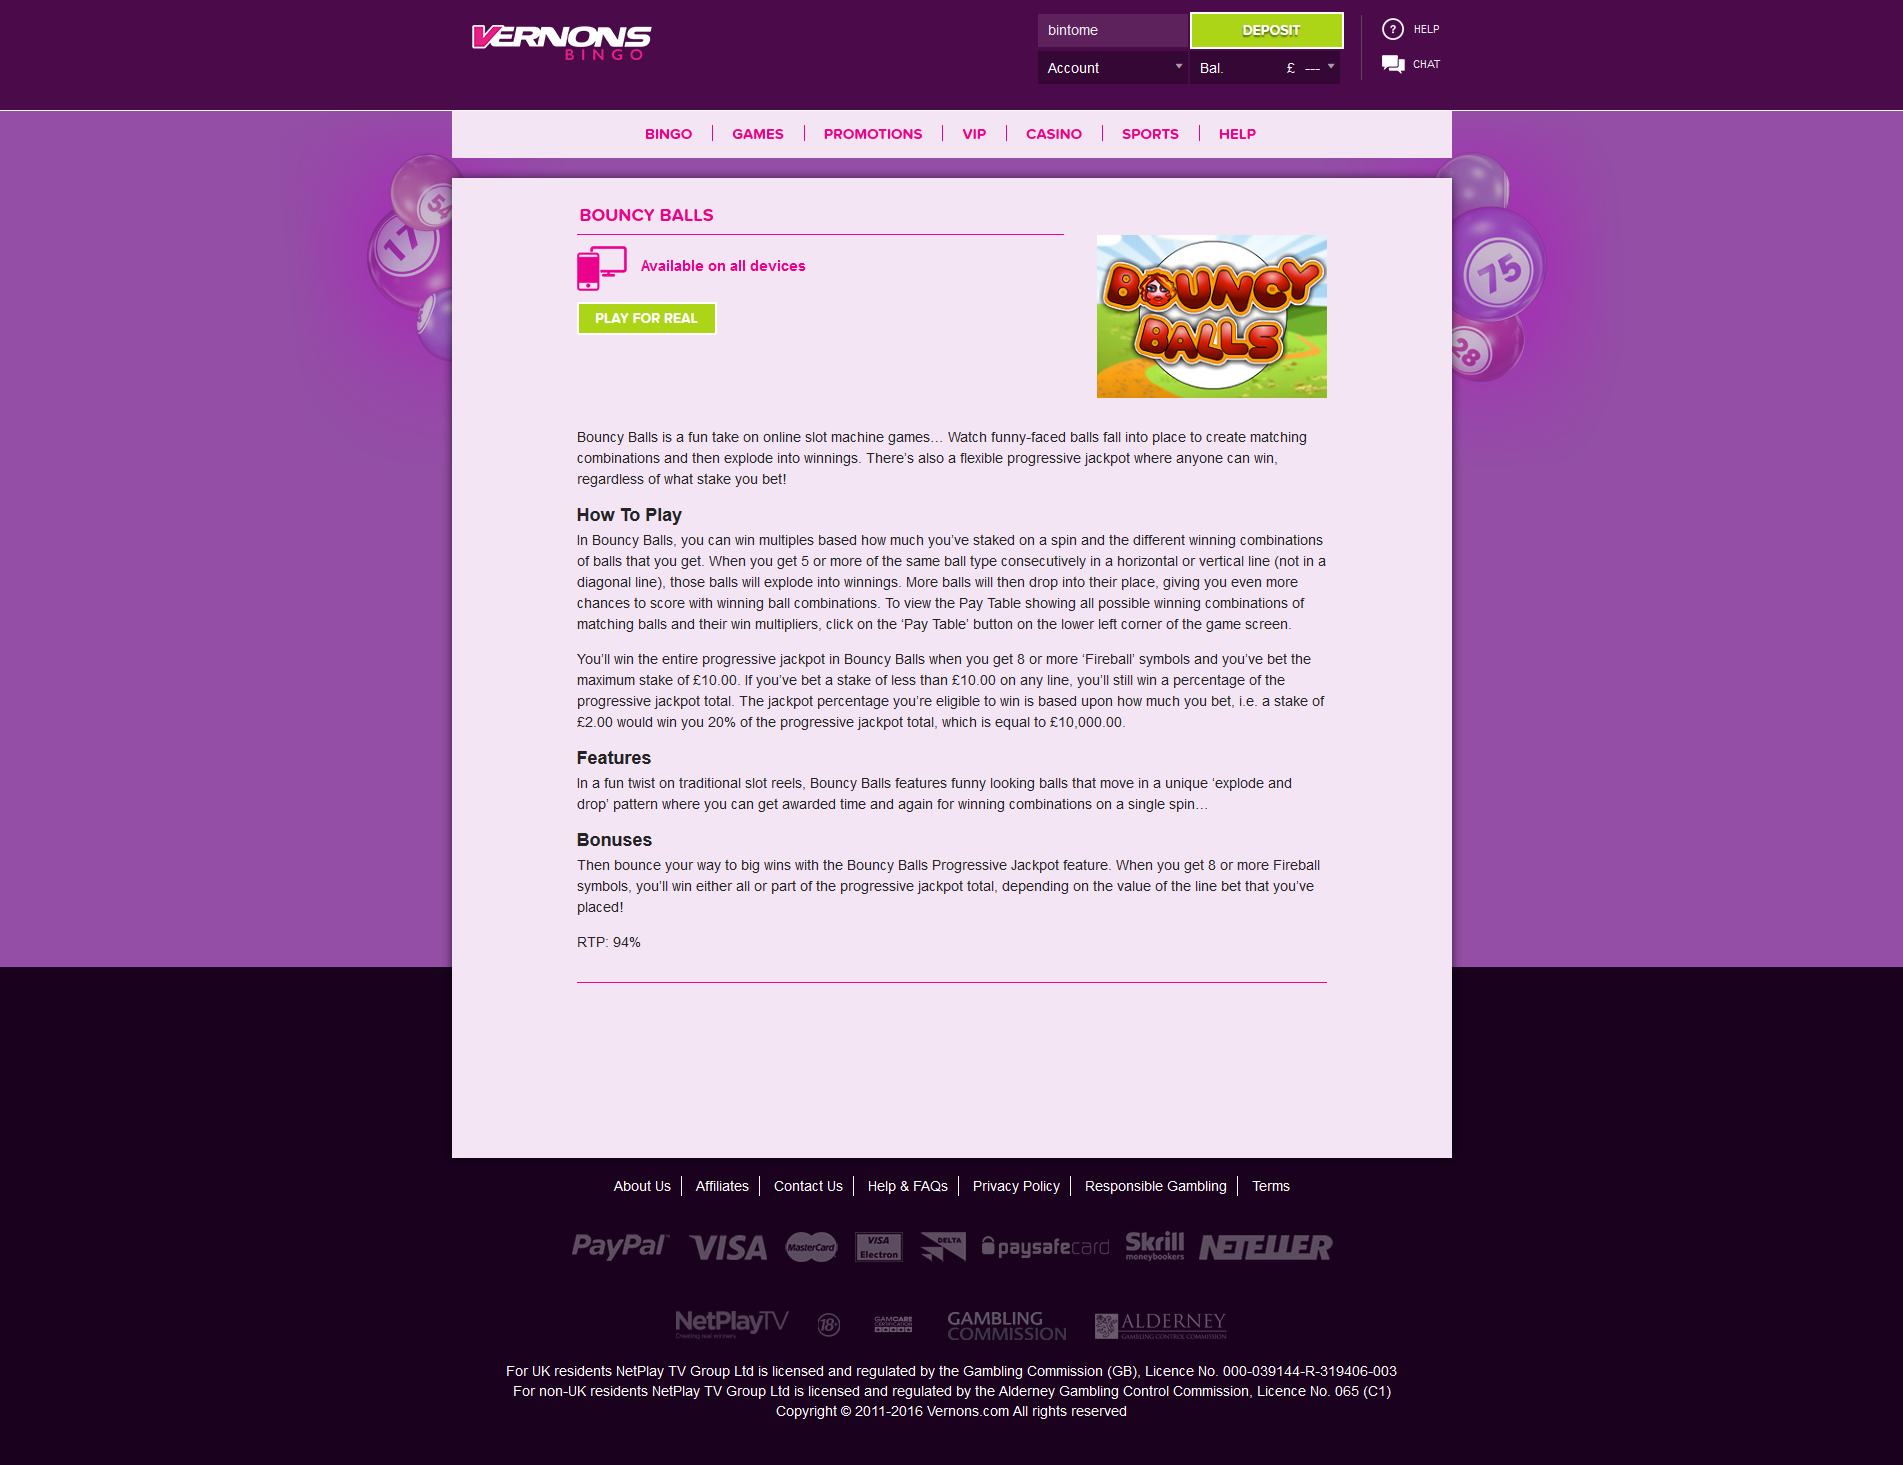 VERNONS
BINGO
bintome
DEPOSIT
HELP
Account
Bal. £ ---
CHAT
BINGO
GAMES
PROMOTIONS
VIP
CASINO
SPORTS
HELP
54
17
75
28
BOUNCY BALLS
Available on all devices
PLAY FOR REAL
BOUNCY
BALLS
Bouncy Balls is a fun take on online slot machine games… Watch funny-faced balls fall into place to create matching
combinations and then explode into winnings. There’s also a flexible progressive jackpot where anyone can win,
regardless of what stake you bet!
How To Play
In Bouncy Balls, you can win multiples based how much you’ve staked on a spin and the different winning combinations
of balls that you get. When you get 5 or more of the same ball type consecutively in a horizontal or vertical line (not in a
diagonal line), those balls will explode into winnings. More balls will then drop into their place, giving you even more
chances to score with winning ball combinations. To view the Pay Table showing all possible winning combinations of
matching balls and their win multipliers, click on the ‘Pay Table’ button on the lower left corner of the game screen.
You’ll win the entire progressive jackpot in Bouncy Balls when you get 8 or more ‘Fireball’ symbols and you’ve bet the
maximum stake of £10.00. If you’ve bet a stake of less than £10.00 on any line, you’ll still win a percentage of the
progressive jackpot total. The jackpot percentage you’re eligible to win is based upon how much you bet, i.e. a stake of
£2.00 would win you 20% of the progressive jackpot total, which is equal to £10,000.00.
Features
In a fun twist on traditional slot reels, Bouncy Balls features funny looking balls that move in a unique ‘explode and
drop’ pattern where you can get awarded time and again for winning combinations on a single spin…
Bonuses
Then bounce your way to big wins with the Bouncy Balls Progressive Jackpot feature. When you get 8 or more Fireball
symbols, you’ll win either all or part of the progressive jackpot total, depending on the value of the line bet that you’ve
placed!
RTP: 94%
About Us
Affiliates
Contact Us
Help & FAQs
Privacy Policy
Responsible Gambling
Terms
PayPal™
VISA
MasterCard
VISA
Electron
DELTA
paysafecard
Skrill
moneybookers
NETELLER
NetPlayTV
Creating real winners
18+
GAMCARE
CERTIFICATION
GAMBLING
COMMISSION
ALDERNEY
GAMBLING CONTROL COMMISSION
For UK residents NetPlay TV Group Ltd is licensed and regulated by the Gambling Commission (GB), Licence No. 000-039144-R-319406-003
For non-UK residents NetPlay TV Group Ltd is licensed and regulated by the Alderney Gambling Control Commission, Licence No. 065 (C1)
Copyright © 2011-2016 Vernons.com All rights reserved